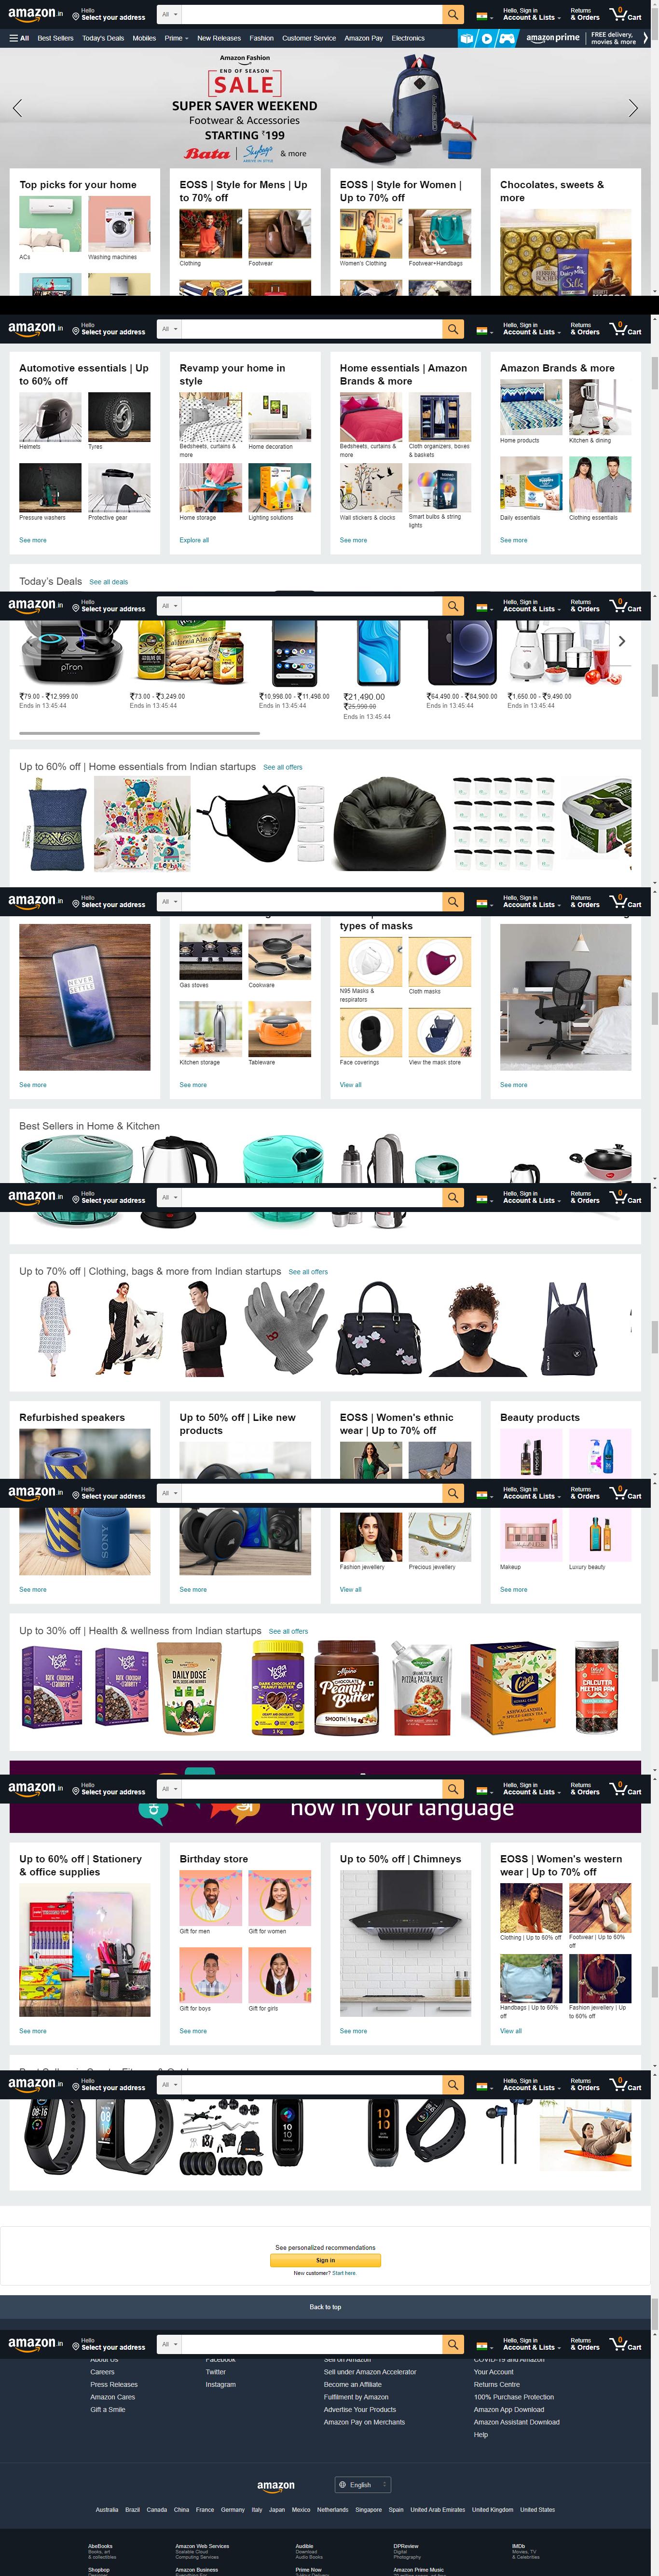 amazon.in
Hello
Select your address
All
Hello, Sign in
Account & Lists
Returns
& Orders
0
Cart
All Best Sellers Today's Deals Mobiles Prime New Releases Fashion Customer Service Amazon Pay Electronics
amazon prime
FREE delivery,
movies & more
Amazon Fashion
END OF SEASON
SALE
SUPER SAVER WEEKEND
Footwear & Accessories
STARTING ₹199
Bata | Skybags & more
Top picks for your home
ACs
Washing machines
EOSS | Style for Mens | Up
to 70% off
Clothing
Footwear
EOSS | Style for Women |
Up to 70% off
Women's Clothing
Footwear+Handbags
Chocolates, sweets &
more
amazon.in
Hello
Select your address
All
Hello, Sign in
Account & Lists
Returns
& Orders
0
Cart
Automotive essentials | Up
to 60% off
Helmets
Tyres
Pressure washers
Protective gear
See more
Revamp your home in
style
Bedsheets, curtains &
more
Home decoration
Home storage
Lighting solutions
Explore all
Home essentials | Amazon
Brands & more
Bedsheets, curtains &
more
Cloth organizers, boxes
& baskets
Wall stickers & clocks
Smart bulbs & string
lights
See more
Amazon Brands & more
Home products
Kitchen & dining
Daily essentials
Clothing essentials
See more
Today's Deals See all deals
amazon.in
Hello
Select your address
All
Hello, Sign in
Account & Lists
Returns
& Orders
0
Cart
pTron
₹79.00 - ₹12,999.00
Ends in 13:45:44
₹73.00 - ₹3,249.00
Ends in 13:45:44
₹10,998.00 - ₹11,498.00
Ends in 13:45:44
₹21,490.00
₹25,990.00
Ends in 13:45:44
₹64,490.00 - ₹84,900.00
Ends in 13:45:44
₹1,650.00 - ₹9,490.00
Ends in 13:45:44
Up to 60% off | Home essentials from Indian startups See all offers
amazon.in
Hello
Select your address
All
Hello, Sign in
Account & Lists
Returns
& Orders
0
Cart
NEVER
SETTLE
See more
Gas stoves
Cookware
Kitchen storage
Tableware
See more
types of masks
N95 Masks &
respirators
Cloth masks
Face coverings
View the mask store
View all
See more
Best Sellers in Home & Kitchen
amazon.in
Hello
Select your address
All
Hello, Sign in
Account & Lists
Returns
& Orders
0
Cart
Up to 70% off | Clothing, bags & more from Indian startups See all offers
Refurbished speakers
Up to 50% off | Like new
products
EOSS | Women's ethnic
wear | Up to 70% off
Beauty products
amazon.in
Hello
Select your address
All
Hello, Sign in
Account & Lists
Returns
& Orders
0
Cart
SONY
See more
See more
Fashion jewellery
Precious jewellery
View all
Makeup
Luxury beauty
See more
Up to 30% off | Health & wellness from Indian startups See all offers
Yoga Bar
DAILY DOSE
Yoga Bar
Alpino
Peanut
Butter
SMOOTH
PIZZA & PASTA SAUCE
CALCUTTA
MEETHA PAN
amazon.in
Hello
Select your address
All
Hello, Sign in
Account & Lists
Returns
& Orders
0
Cart
now in your language
Up to 60% off | Stationery
& office supplies
See more
Birthday store
Gift for men
Gift for women
Gift for boys
Gift for girls
See more
Up to 50% off | Chimneys
See more
EOSS | Women's western
wear | Up to 70% off
Clothing | Up to 60% off
Footwear | Up to 60%
off
Handbags | Up to 60%
off
Fashion jewellery | Up
to 60% off
View all
amazon.in
Hello
Select your address
All
Hello, Sign in
Account & Lists
Returns
& Orders
0
Cart
See personalized recommendations
Sign in
New customer? Start here.
Back to top
amazon.in
Hello
Select your address
All
Hello, Sign in
Account & Lists
Returns
& Orders
0
Cart
About Us
Careers
Press Releases
Amazon Cares
Gift a Smile
Facebook
Twitter
Instagram
Sell on Amazon
Sell under Amazon Accelerator
Become an Affiliate
Fulfilment by Amazon
Advertise Your Products
Amazon Pay on Merchants
COVID-19 and Amazon
Your Account
Returns Centre
100% Purchase Protection
Amazon App Download
Amazon Assistant Download
Help
amazon
English
Australia Brazil Canada China France Germany Italy Japan Mexico Netherlands Singapore Spain United Arab Emirates United Kingdom United States
AbeBooks
Books, art
& collectibles
Amazon Web Services
Scalable Cloud
Computing Services
Audible
Download
Audio Books
DPReview
Digital
Photography
IMDb
Movies, TV
& Celebrities
Shopbop
Amazon Business
Prime Now
Amazon Prime Music